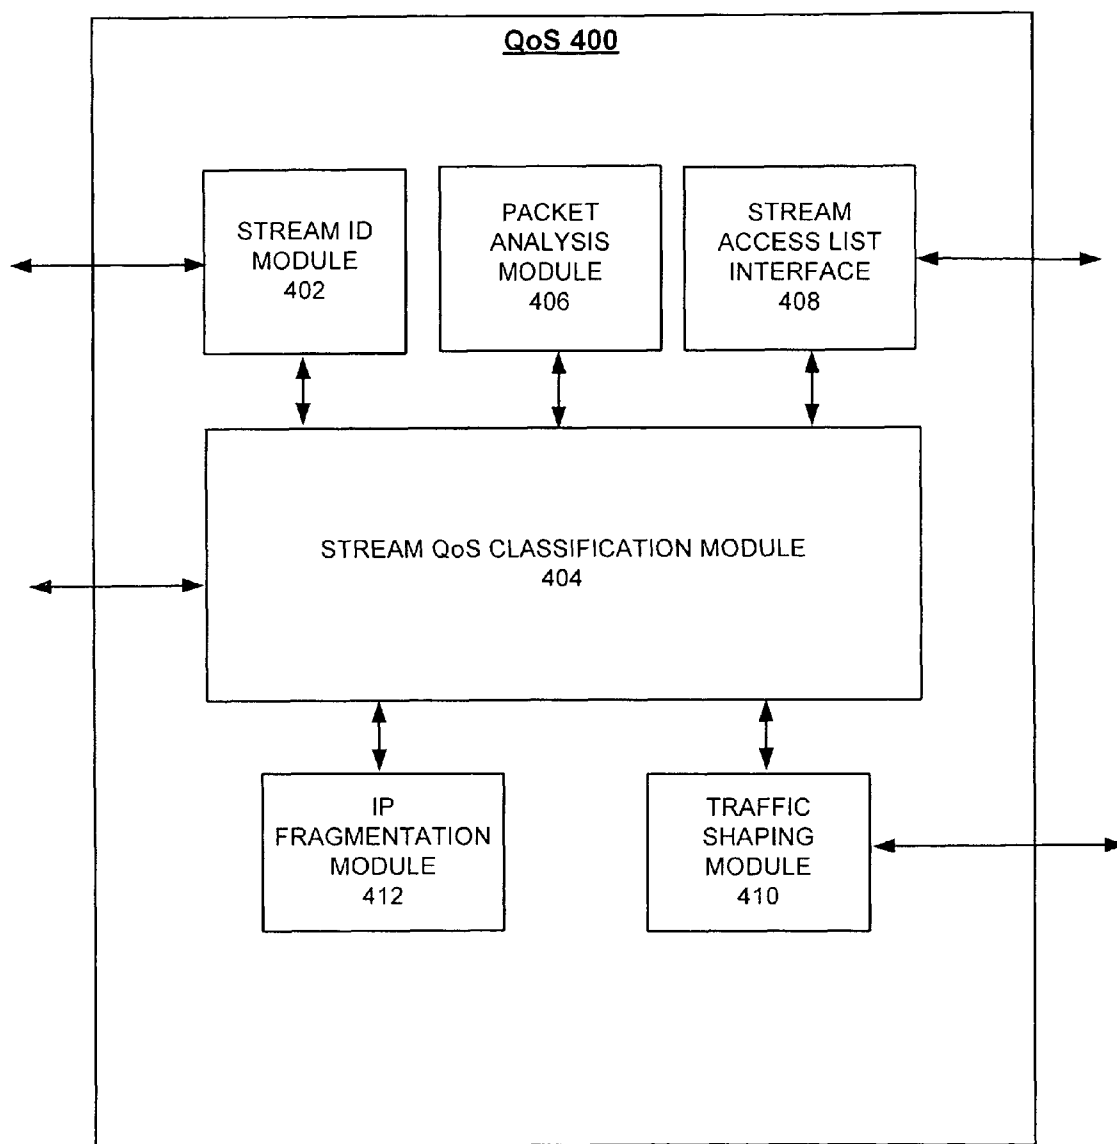 QoS 400
STREAM ID
MODULE
402
PACKET
ANALYSIS
MODULE
406
STREAM
ACCESS LIST
INTERFACE
408
STREAM QoS CLASSIFICATION MODULE
404
IP
FRAGMENTATION
MODULE
412
TRAFFIC
SHAPING
MODULE
410